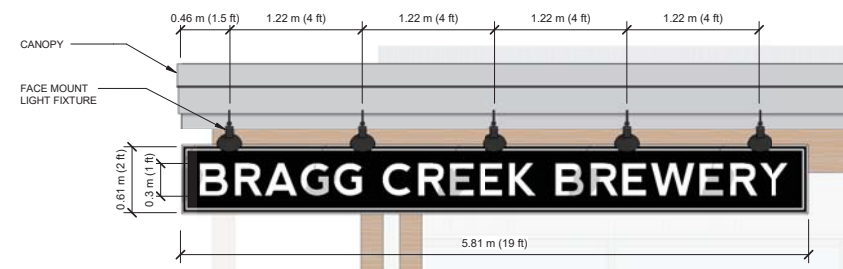 0.46 m (1.5 ft)
1.22 m (4 ft)
1.22 m (4 ft)
1.22 m (4 ft)
1.22 m (4 ft)
CANOPY
FACE MOUNT
LIGHT FIXTURE
0.61 m (2 ft)
0.3 m (1 ft)
BRAGG CREEK BREWERY
5.81 m (19 ft)